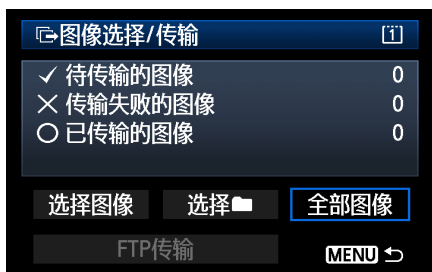 图像选择/传输 1
待传输的图像 0
传输失败的图像 0
已传输的图像 0
选择图像 选择 全部图像
FTP传输 MENU